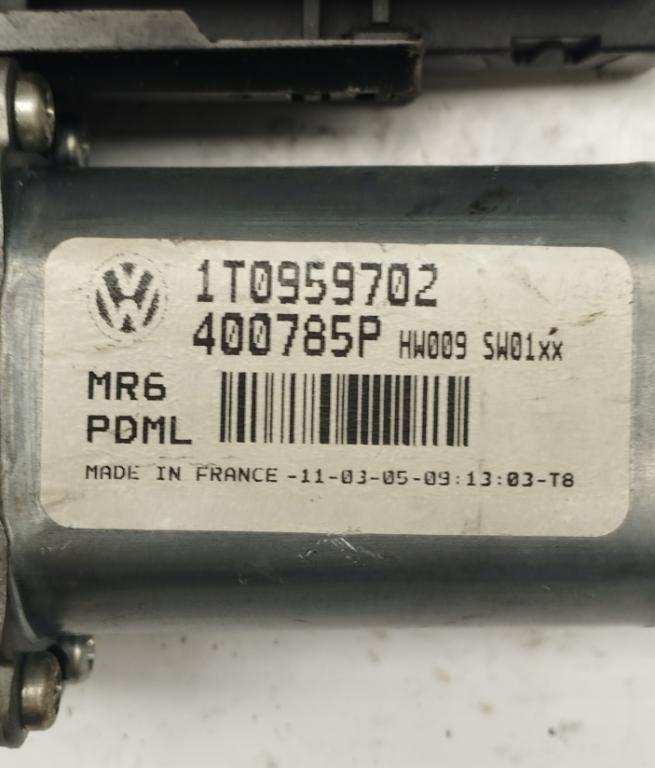 1T0959702
400785P HW009 SW01xx
MR6
PDML
MADE IN FRANCE -11-03-05-09:13:03-T8